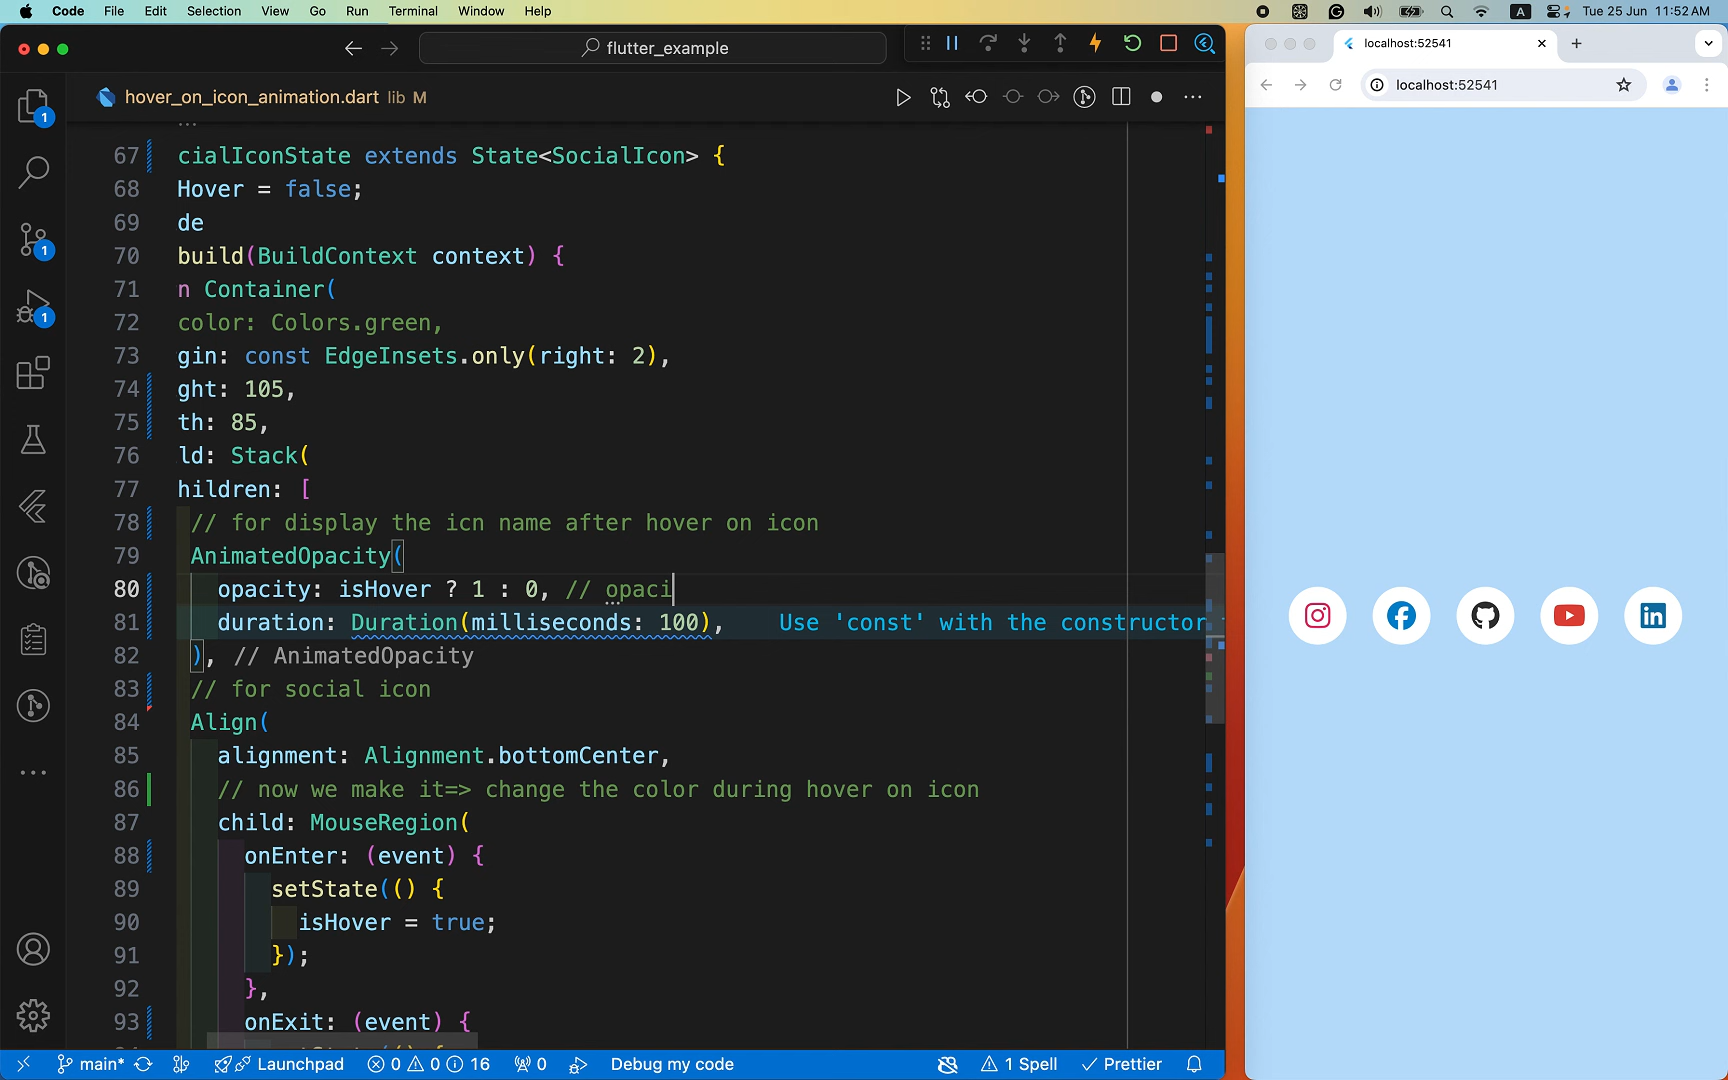 Code File Edit Selection View Go Run Terminal Window Help
A Tue 25 Jun 11:52 AM
flutter_example
localhost:52541
localhost:52541
hover_on_icon_animation.dart lib M
1
1
1
67 cialIconState extends State<SocialIcon> {
68 Hover = false;
69 de
70 build(BuildContext context) {
71 n Container(
72 color: Colors.green,
73 gin: const EdgeInsets.only(right: 2),
74 ght: 105,
75 th: 85,
76 ld: Stack(
77 hildren: [
78 // for display the icn name after hover on icon
79 AnimatedOpacity(
80 opacity: isHover ? 1 : 0, // opaci
81 duration: Duration(milliseconds: 100), Use 'const' with the constructor
82 ), // AnimatedOpacity
83 // for social icon
84 Align(
85 alignment: Alignment.bottomCenter,
86 // now we make it=> change the color during hover on icon
87 child: MouseRegion(
88 onEnter: (event) {
89 setState(() {
90 isHover = true;
91 });
92 },
93 onExit: (event) {
main* Launchpad 0 0 16 0 Debug my code 1 Spell Prettier